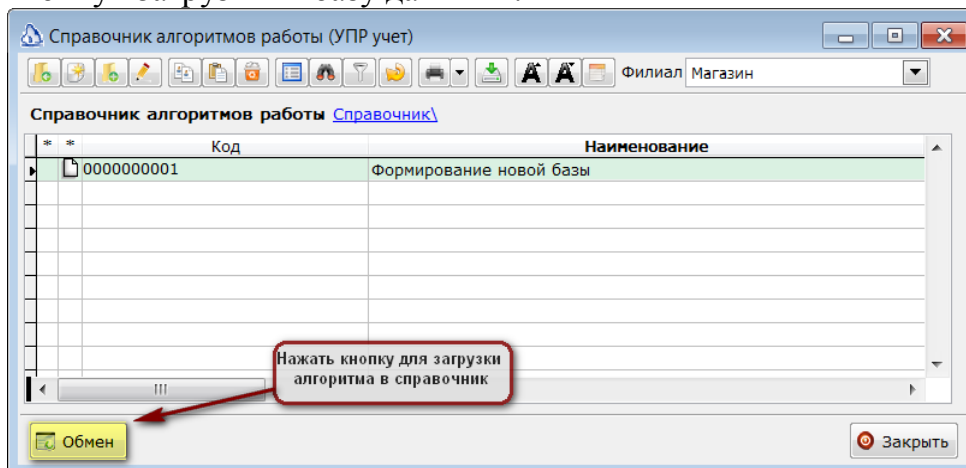 Справочник алгоритмов работы (УПР учет)
Филиал Магазин
Справочник алгоритмов работы Справочник\
* * Код Наименование
0000000001 Формирование новой базы
Нажать кнопку для загрузки
алгоритма в справочник
Обмен Закрыть